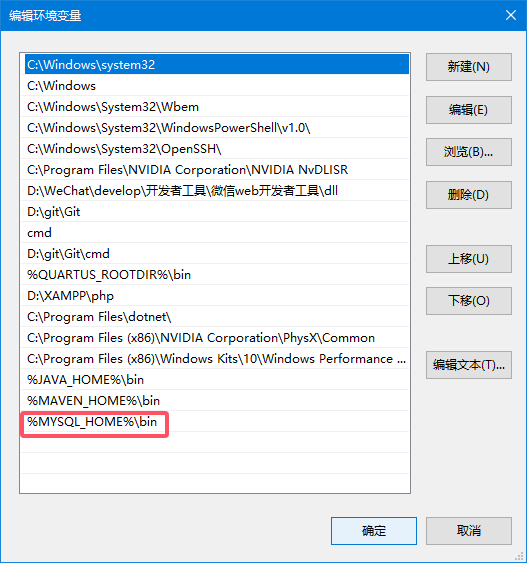 编辑环境变量
C:\Windows\system32
C:\Windows
C:\Windows\System32\Wbem
C:\Windows\System32\WindowsPowerShell\v1.0\
C:\Windows\System32\OpenSSH\
C:\Program Files\NVIDIA Corporation\NVIDIA NvDLISR
D:\WeChat\develop\开发者工具\微信web开发者工具\dll
D:\git\Git
cmd
D:\git\Git\cmd
%QUARTUS_ROOTDIR%\bin
D:\XAMPP\php
C:\Program Files\dotnet\
C:\Program Files (x86)\NVIDIA Corporation\PhysX\Common
C:\Program Files (x86)\Windows Kits\10\Windows Performance ...
%JAVA_HOME%\bin
%MAVEN_HOME%\bin
%MYSQL_HOME%\bin
新建(N)
编辑(E)
浏览(B)...
删除(D)
上移(U)
下移(O)
编辑文本(T)...
确定
取消